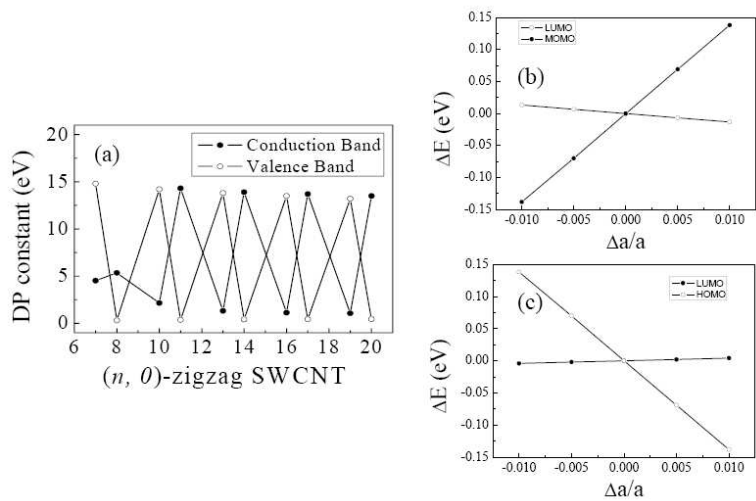 (a)
Conduction Band
Valence Band
DP constant (eV)
20
15
10
5
0
6 8 10 12 14 16 18 20
(n, 0)-zigzag SWCNT
(b)
LUMO
MOMO
ΔE (eV)
0.15
0.10
0.05
0.00
-0.05
-0.10
-0.15
-0.010 -0.005 0.000 0.005 0.010
Δa/a
(c)
LUMO
HOMO
ΔE (eV)
0.15
0.10
0.05
0.00
-0.05
-0.10
-0.15
-0.010 -0.005 0.000 0.005 0.010
Δa/a